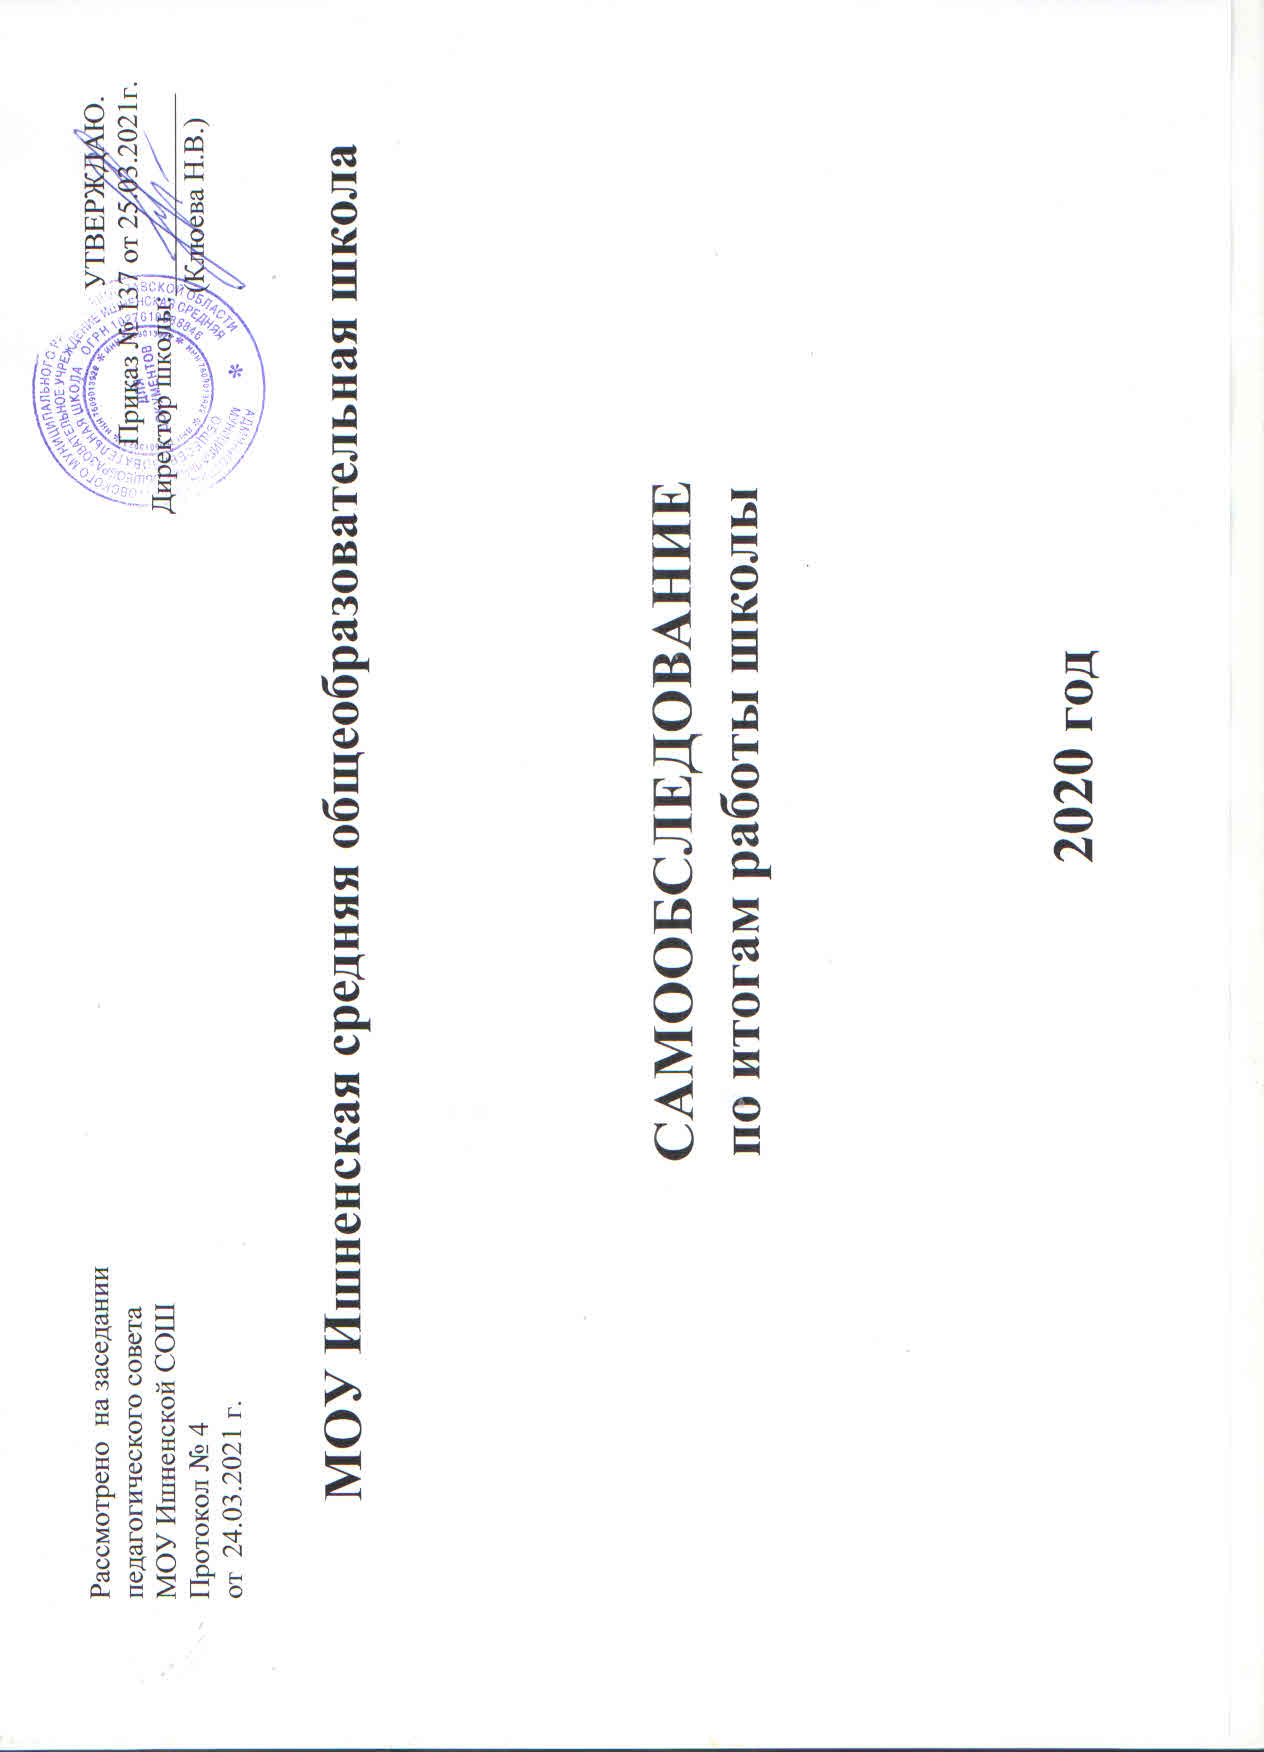 Рассмотрено на заседании
педагогического совета
МОУ Ишненской СОШ
Протокол № 4
от 24.03.2021 г.
УТВЕРЖДАЮ.
Приказ № 137 от 25.03.2021г.
Директор школы
(Клюева Н.В.)
МОУ Ишненская средняя общеобразовательная школа
САМООБСЛЕДОВАНИЕ
по итогам работы школы
2020 год